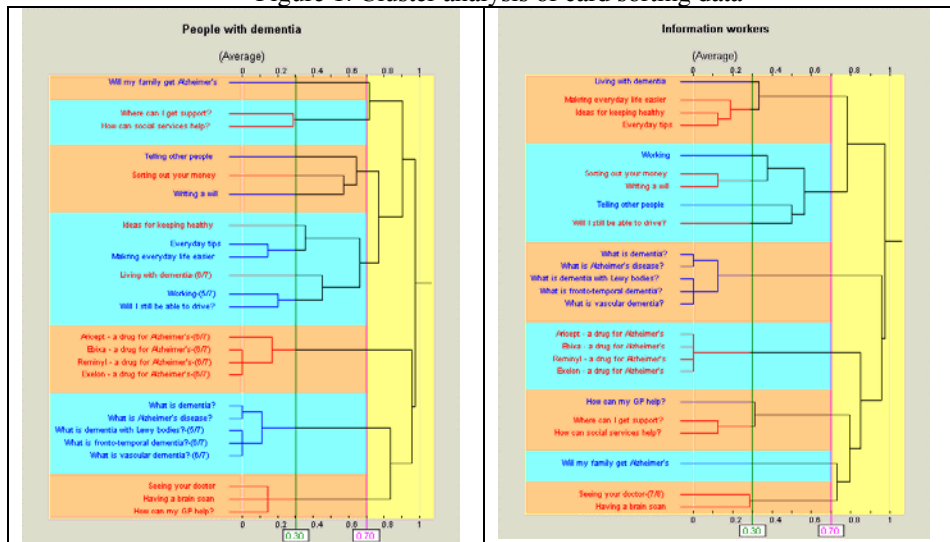 Figure 1: Cluster analysis of card sorting data
People with dementia
(Average)
0 0.2 0.4 0.6 0.8 1
Will my family get Alzheimer's
Where can I get support?
How can social services help?
Telling other people
Sorting out your money
Writing a will
Ideas for keeping healthy
Everyday tips
Making everyday life easier
Living with dementia-(6/7)
Working-(5/7)
Will I still be able to drive?
Aricept - a drug for Alzheimer's-(6/7)
Ebixa - a drug for Alzheimer's-(6/7)
Reminyl - a drug for Alzheimer's-(6/7)
Exelon - a drug for Alzheimer's-(6/7)
What is dementia?
What is Alzheimer's disease?
What is dementia with Lewy bodies?-(5/7)
What is fronto-temporal dementia?-(6/7)
What is vascular dementia?-(6/7)
Seeing your doctor
Having a brain scan
How can my GP help?
0 0.2 0.4 0.6 0.8 1
0.30 0.70
Information workers
(Average)
0 0.2 0.4 0.6 0.8 1
Living with dementia
Making everyday life easier
Ideas for keeping healthy
Everyday tips
Working
Sorting out your money
Writing a will
Telling other people
Will I still be able to drive?
What is dementia?
What is Alzheimer's disease?
What is dementia with Lewy bodies?
What is fronto-temporal dementia?
What is vascular dementia?
Aricept - a drug for Alzheimer's
Ebixa - a drug for Alzheimer's
Reminyl - a drug for Alzheimer's
Exelon - a drug for Alzheimer's
How can my GP help?
Where can I get support?
How can social services help?
Will my family get Alzheimer's
Seeing your doctor-(7/8)
Having a brain scan
0 0.2 0.4 0.6 0.8 1
0.30 0.70